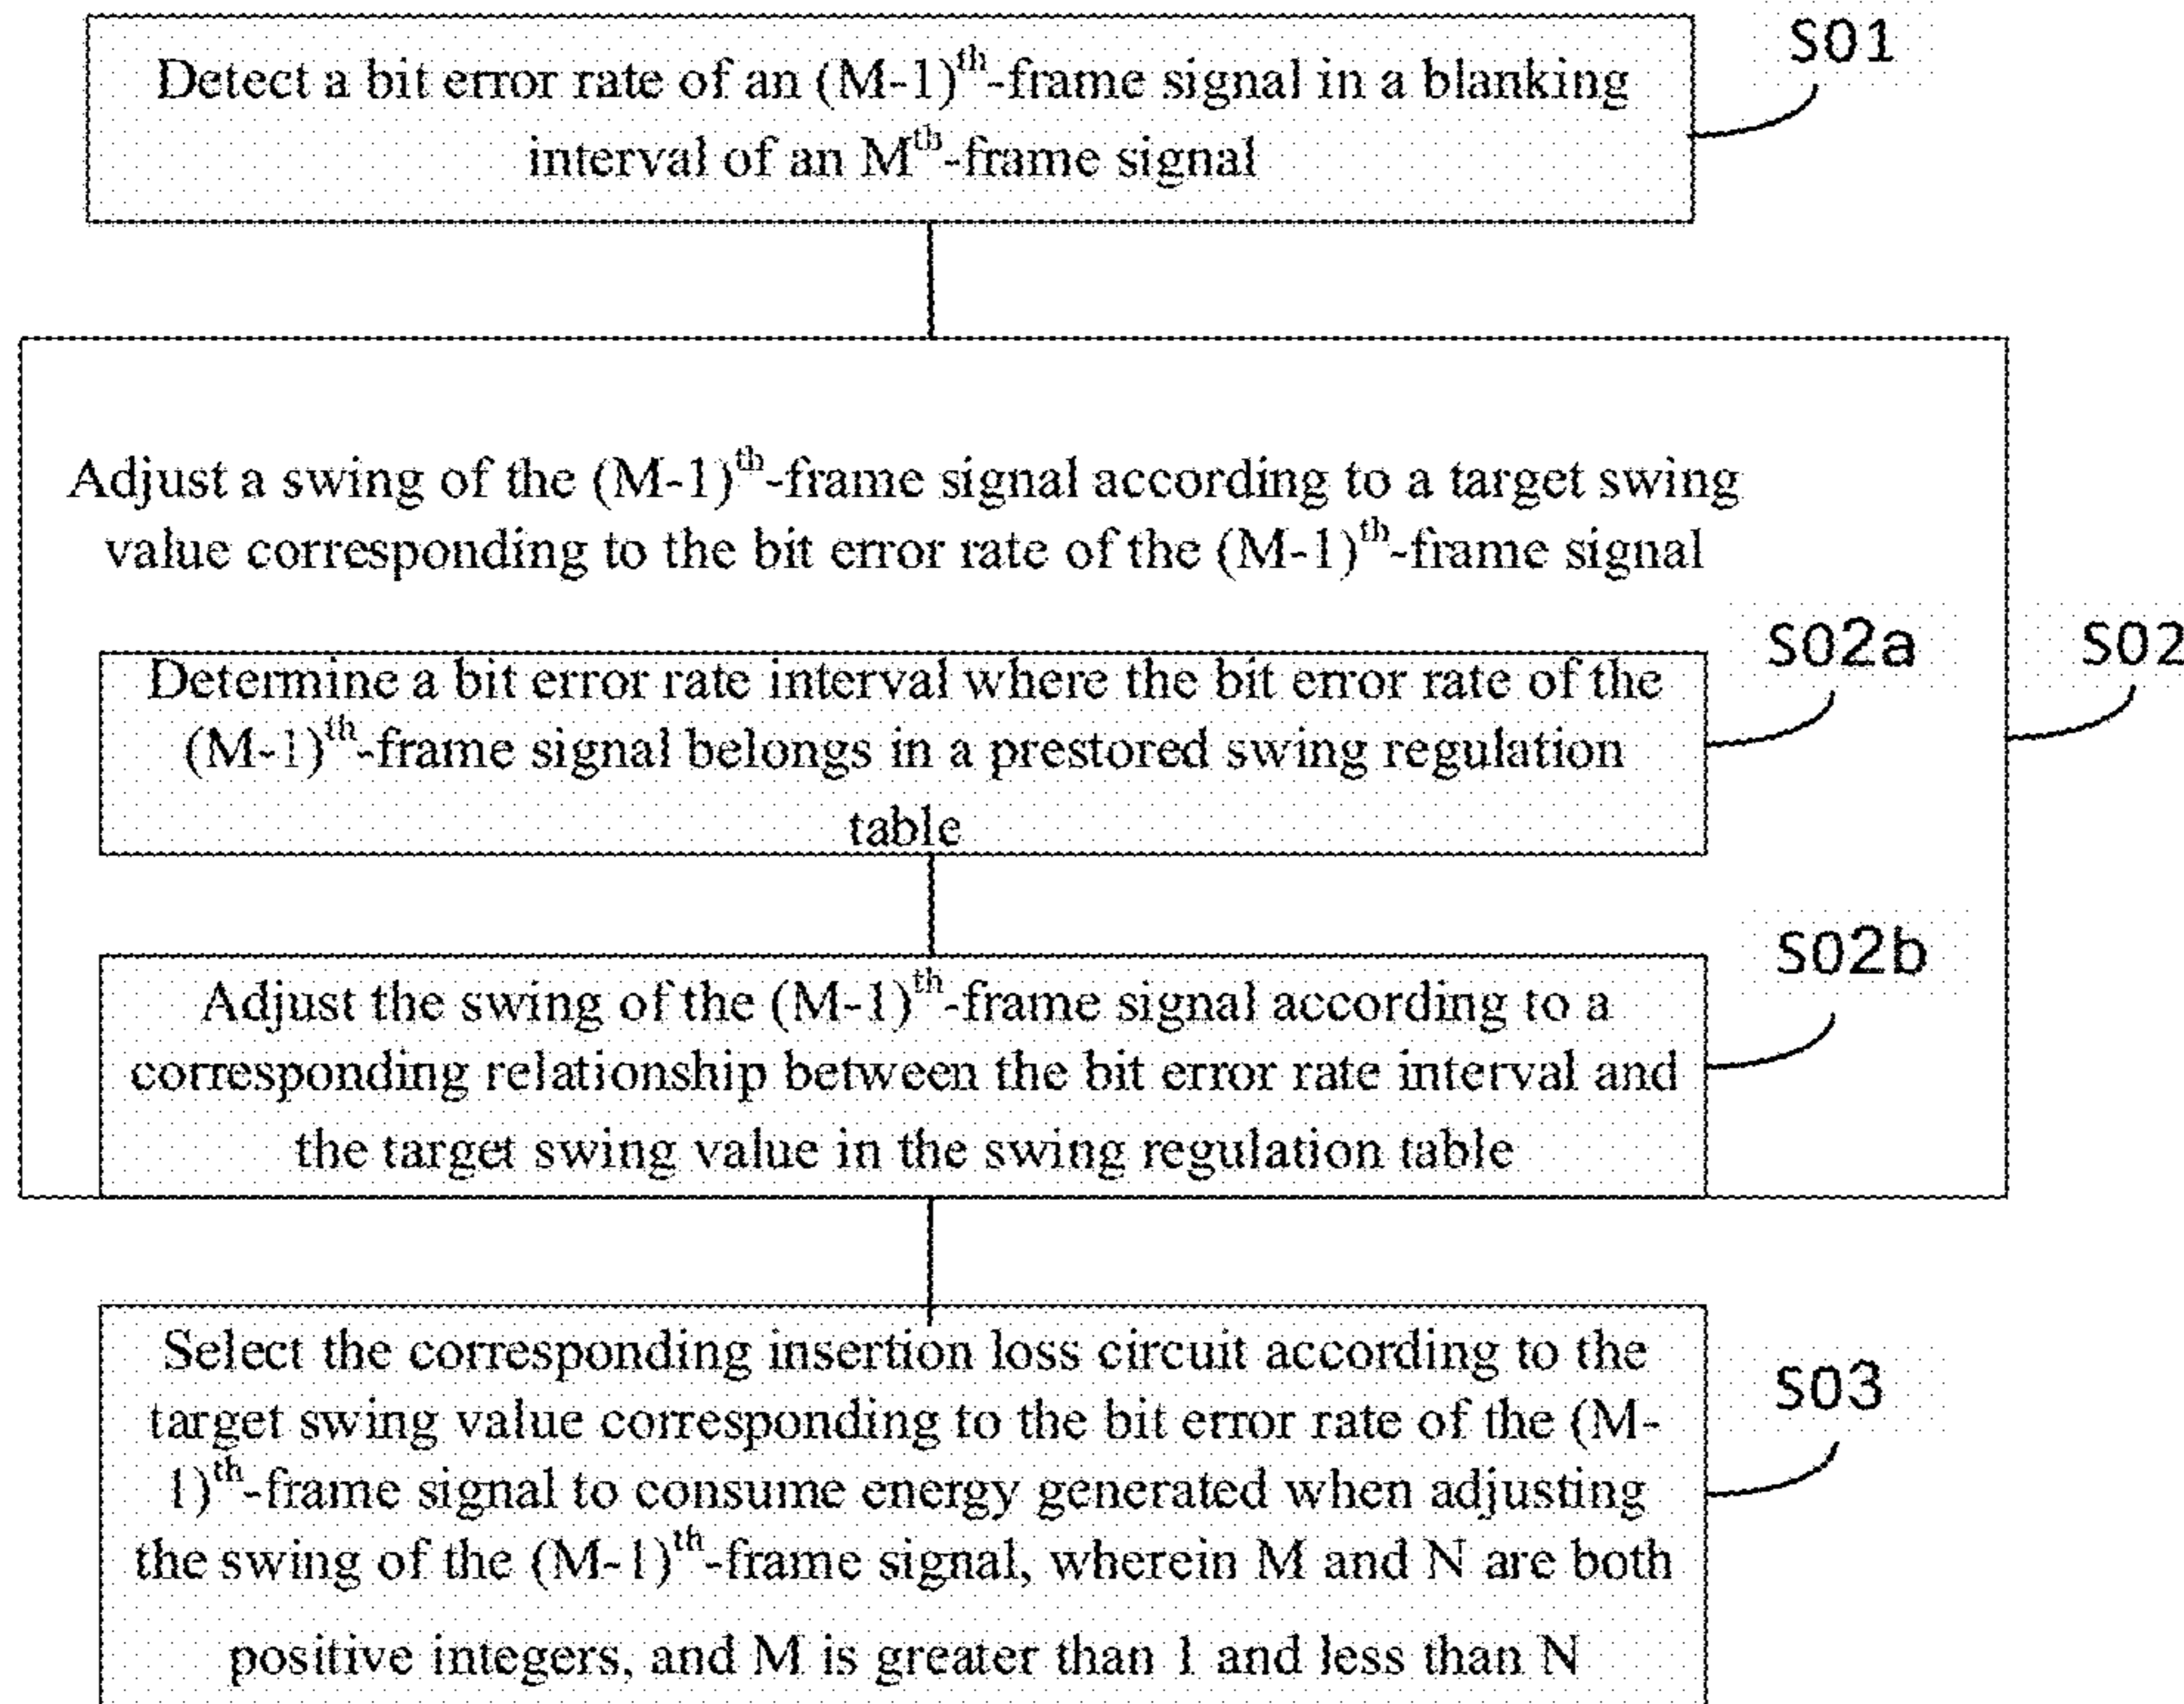 Detect a bit error rate of an (M-1)th-frame signal in a blanking
interval of an Mth-frame signal
S01
Adjust a swing of the (M-1)th-frame signal according to a target swing
value corresponding to the bit error rate of the (M-1)th-frame signal
S02
Determine a bit error rate interval where the bit error rate of the
(M-1)th-frame signal belongs in a prestored swing regulation
table
S02a
Adjust the swing of the (M-1)th-frame signal according to a
corresponding relationship between the bit error rate interval and
the target swing value in the swing regulation table
S02b
Select the corresponding insertion loss circuit according to the
target swing value corresponding to the bit error rate of the (M-
1)th-frame signal to consume energy generated when adjusting
the swing of the (M-1)th-frame signal, wherein M and N are both
positive integers, and M is greater than 1 and less than N
S03